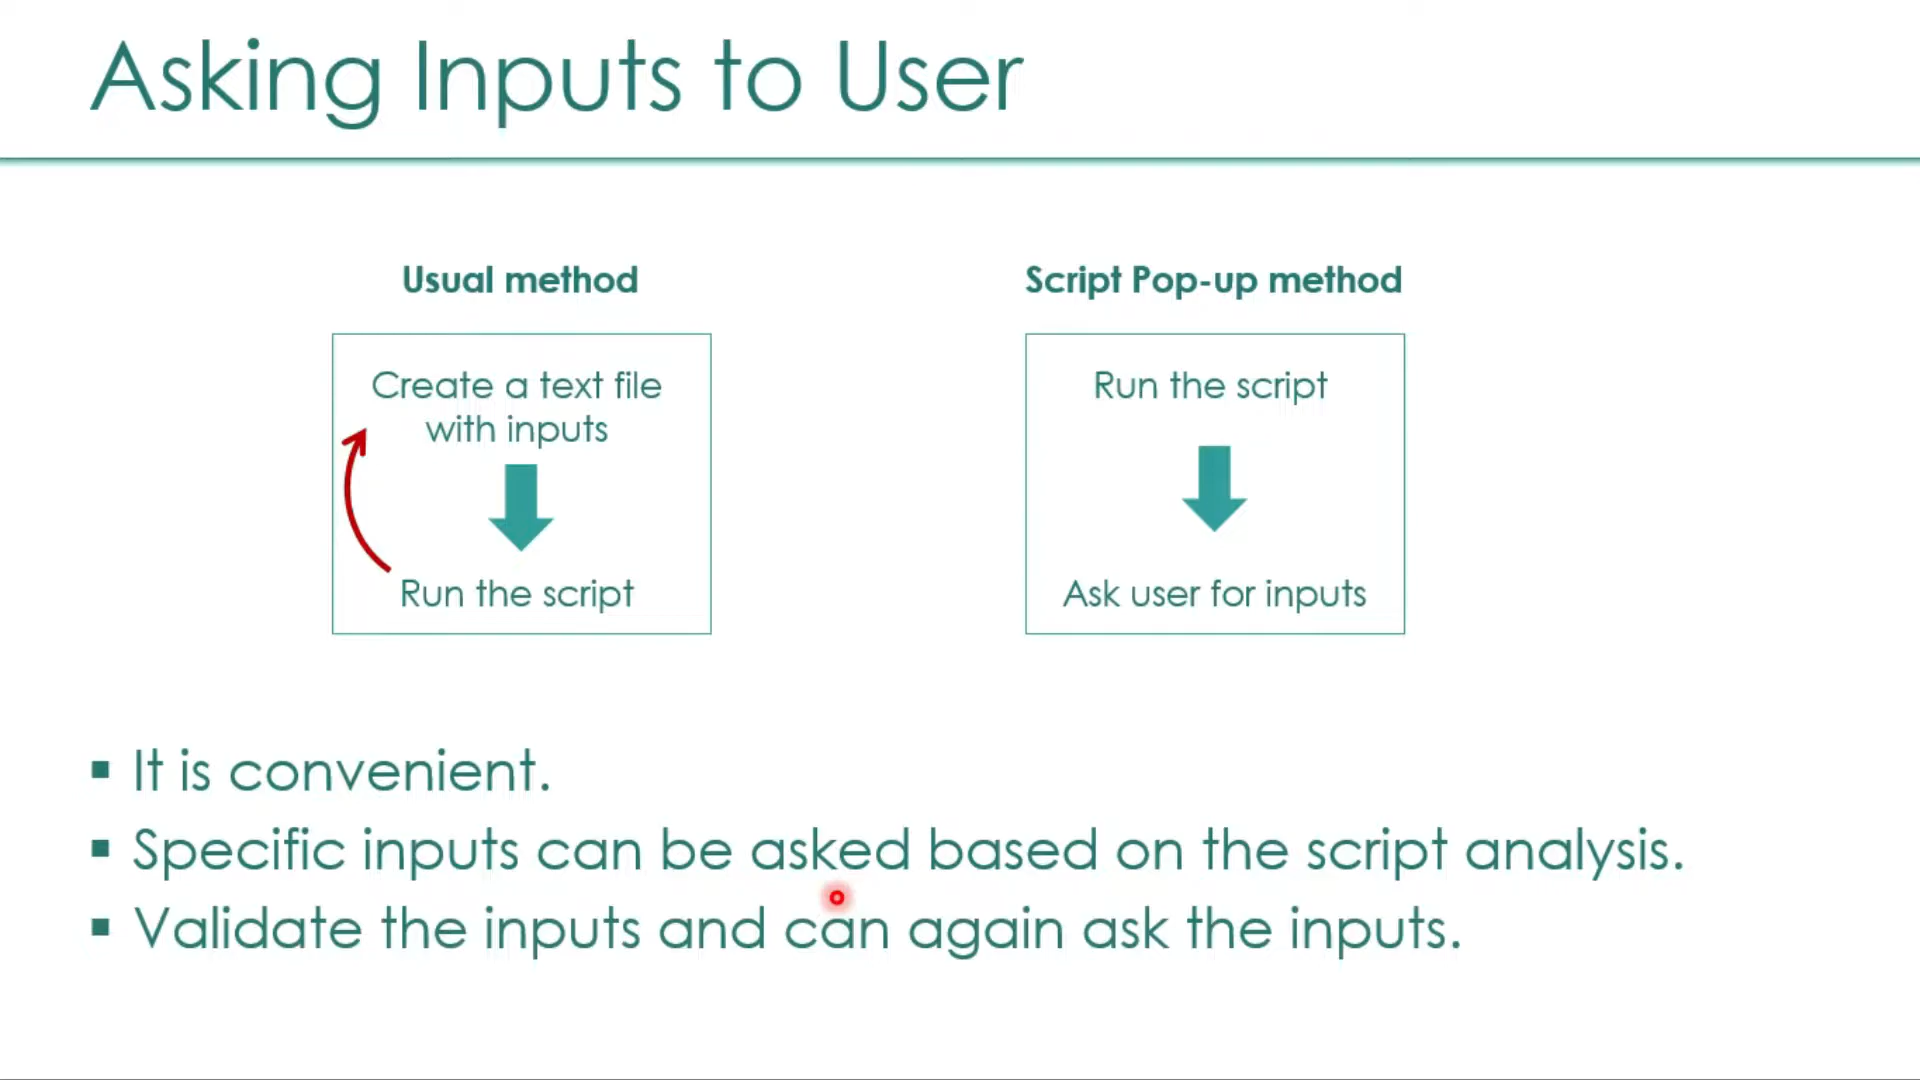 Asking Inputs to User
Usual method
Create a text file
with inputs
Run the script
Script Pop-up method
Run the script
Ask user for inputs
▪ It is convenient.
▪ Specific inputs can be asked based on the script analysis.
▪ Validate the inputs and can again ask the inputs.